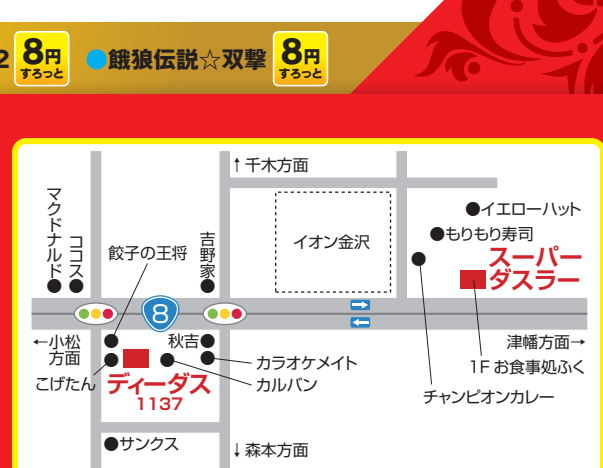 2 8円 すろっと ●餓狼伝説☆双撃 8円 すろっと
↑千木方面
マクドナルド
ココス
餃子の王将
吉野家
イオン金沢
●イエローハット
●もりもり寿司
スーパー
ダスラー
8
→
←
←小松
方面
こげたん
秋吉
ディーダス
1137
カラオケメイト
カルバン
津幡方面→
1F お食事処ふく
チャンピオンカレー
●サンクス
↓森本方面